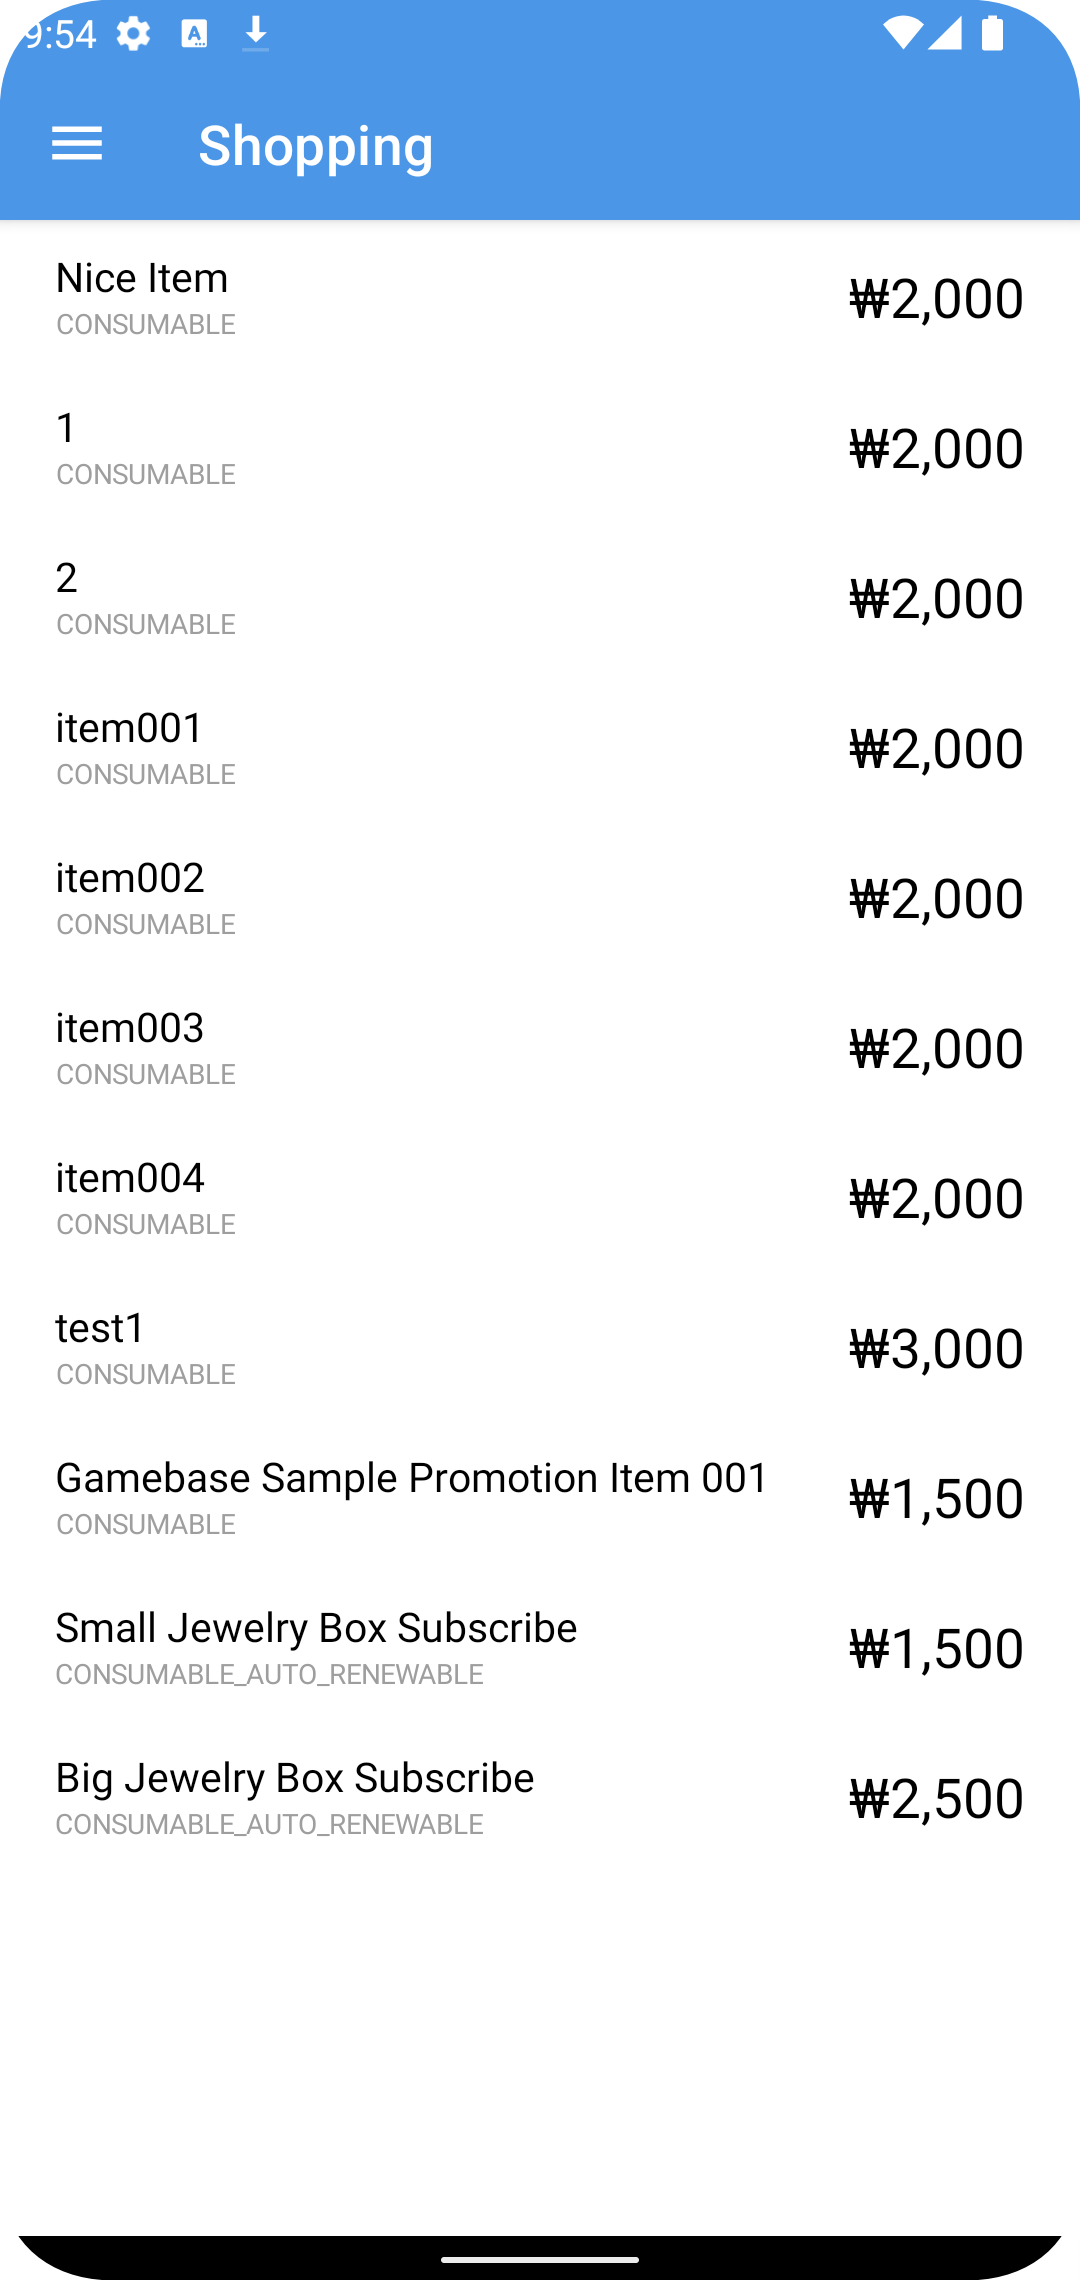 9:54
Shopping
Nice Item
CONSUMABLE
₩2,000
1
CONSUMABLE
₩2,000
2
CONSUMABLE
₩2,000
item001
CONSUMABLE
₩2,000
item002
CONSUMABLE
₩2,000
item003
CONSUMABLE
₩2,000
item004
CONSUMABLE
₩2,000
test1
CONSUMABLE
₩3,000
Gamebase Sample Promotion Item 001
CONSUMABLE
₩1,500
Small Jewelry Box Subscribe
CONSUMABLE_AUTO_RENEWABLE
₩1,500
Big Jewelry Box Subscribe
CONSUMABLE_AUTO_RENEWABLE
₩2,500